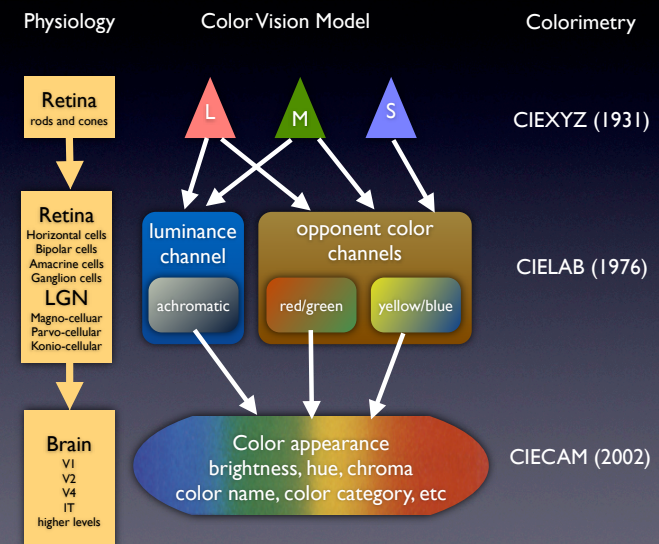 Physiology
Color Vision Model
Colorimetry
Retina
rods and cones
L
M
S
CIEXYZ (1931)
Retina
Horizontal cells
Bipolar cells
Amacrine cells
Ganglion cells
LGN
Magno-celluar
Parvo-cellular
Konio-cellular
luminance
channel
achromatic
opponent color
channels
red/green
yellow/blue
CIELAB (1976)
Brain
V1
V2
V4
IT
higher levels
Color appearance
brightness, hue, chroma
color name, color category, etc
CIECAM (2002)